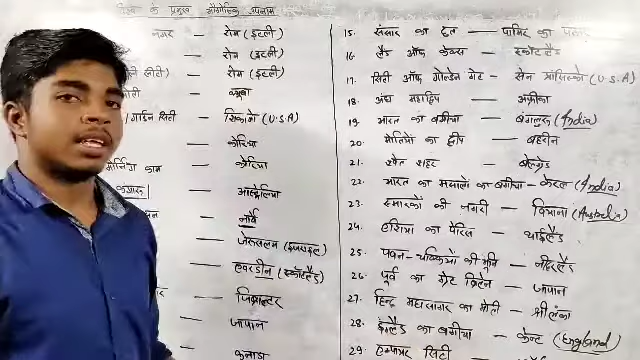 के प्रमुख भौगोलिक उपनाम
नगर — रोम (इटली)
— रोम (इटली)
सीटी) — रोम (इटली)
मोती — क्यूबा
गार्डन सिटी — शिकागो (U.S.A)
— कोरिया
मार्निंग काम — कोरिया
कंगारू — आस्ट्रेलिया
— नार्वे
— जेरूसलम (इजराइल)
— एवरडीन (स्कॉटलैंड)
— जिब्राल्टर
— जापान
— कनाडा
15. संसार का छत — पामिर का पठार
16. लैंड ऑफ केक्स — स्कॉटलैंड
17. सिटी ऑफ गोल्डेन गेट — सेन फ्रांसिस्को (U.S.A)
18. अंध महाद्वीप — अफ्रीका
19. भारत का बगीचा — बंगलुरू (India)
20. मोतियों का द्वीप — बहरीन
21. श्वेत शहर — बेलग्रेड
22. भारत का मसालों का बगीचा — केरल (India)
23. स्मारकों की नगरी — वियाना
24. एशिया का पेरिस — थाईलैंड
25. पवन - चक्कियों की भूमि — नीदरलैंड
26. पूर्व का ग्रेट ब्रिटेन — जापान
27. हिन्द महासागर का मोती — श्रीलंका
28. इंग्लैंड का बगीचा — केन्ट (England)
29. एम्पायर सिटी